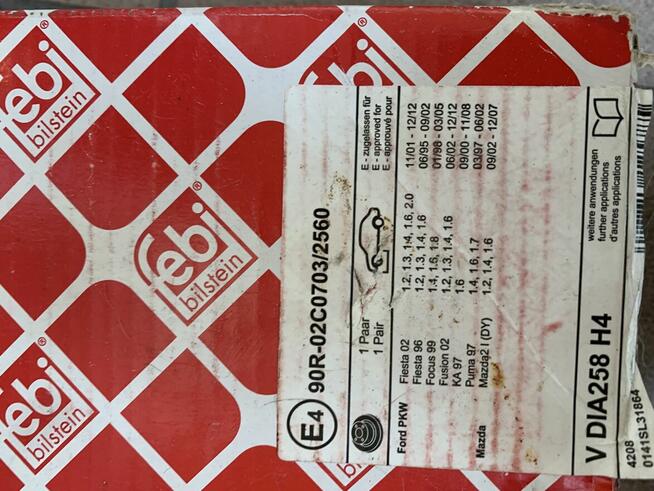 febi
bilstein
febi
bilstein
febi
bilstein
E4 90R-02C0703/2560
1 Paar
1 Pair
E - zugelassen für
E - approved for
E - approuvé pour
Ford PKW Fiesta 02 1.2, 1.3, 1.4, 1.6, 2.0 11/01 - 12/12
Fiesta 96 1.2, 1.3, 1.4, 1.6 06/95 - 09/02
Focus 99 1.4, 1.6, 1.8 01/98 - 03/05
Fusion 02 1.2, 1.3, 1.4, 1.6 06/02 - 12/12
KA 97 1.6 09/00 - 11/08
Puma 97 1.4, 1.6, 1.7 03/97 - 06/02
Mazda Mazda2 I (DY) 1.2, 1.4, 1.6 09/02 - 12/07
weitere anwendungen
further applications
d'autres applications
V DIA258 H4
4208
0141SL31864